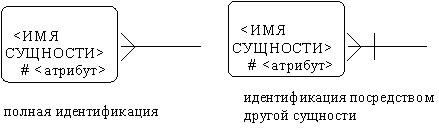 <ИМЯ
СУЩНОСТИ>
# <атрибут>
полная идентификация
<ИМЯ
СУЩНОСТИ>
# <атрибут>
идентификация посредством
другой сущности